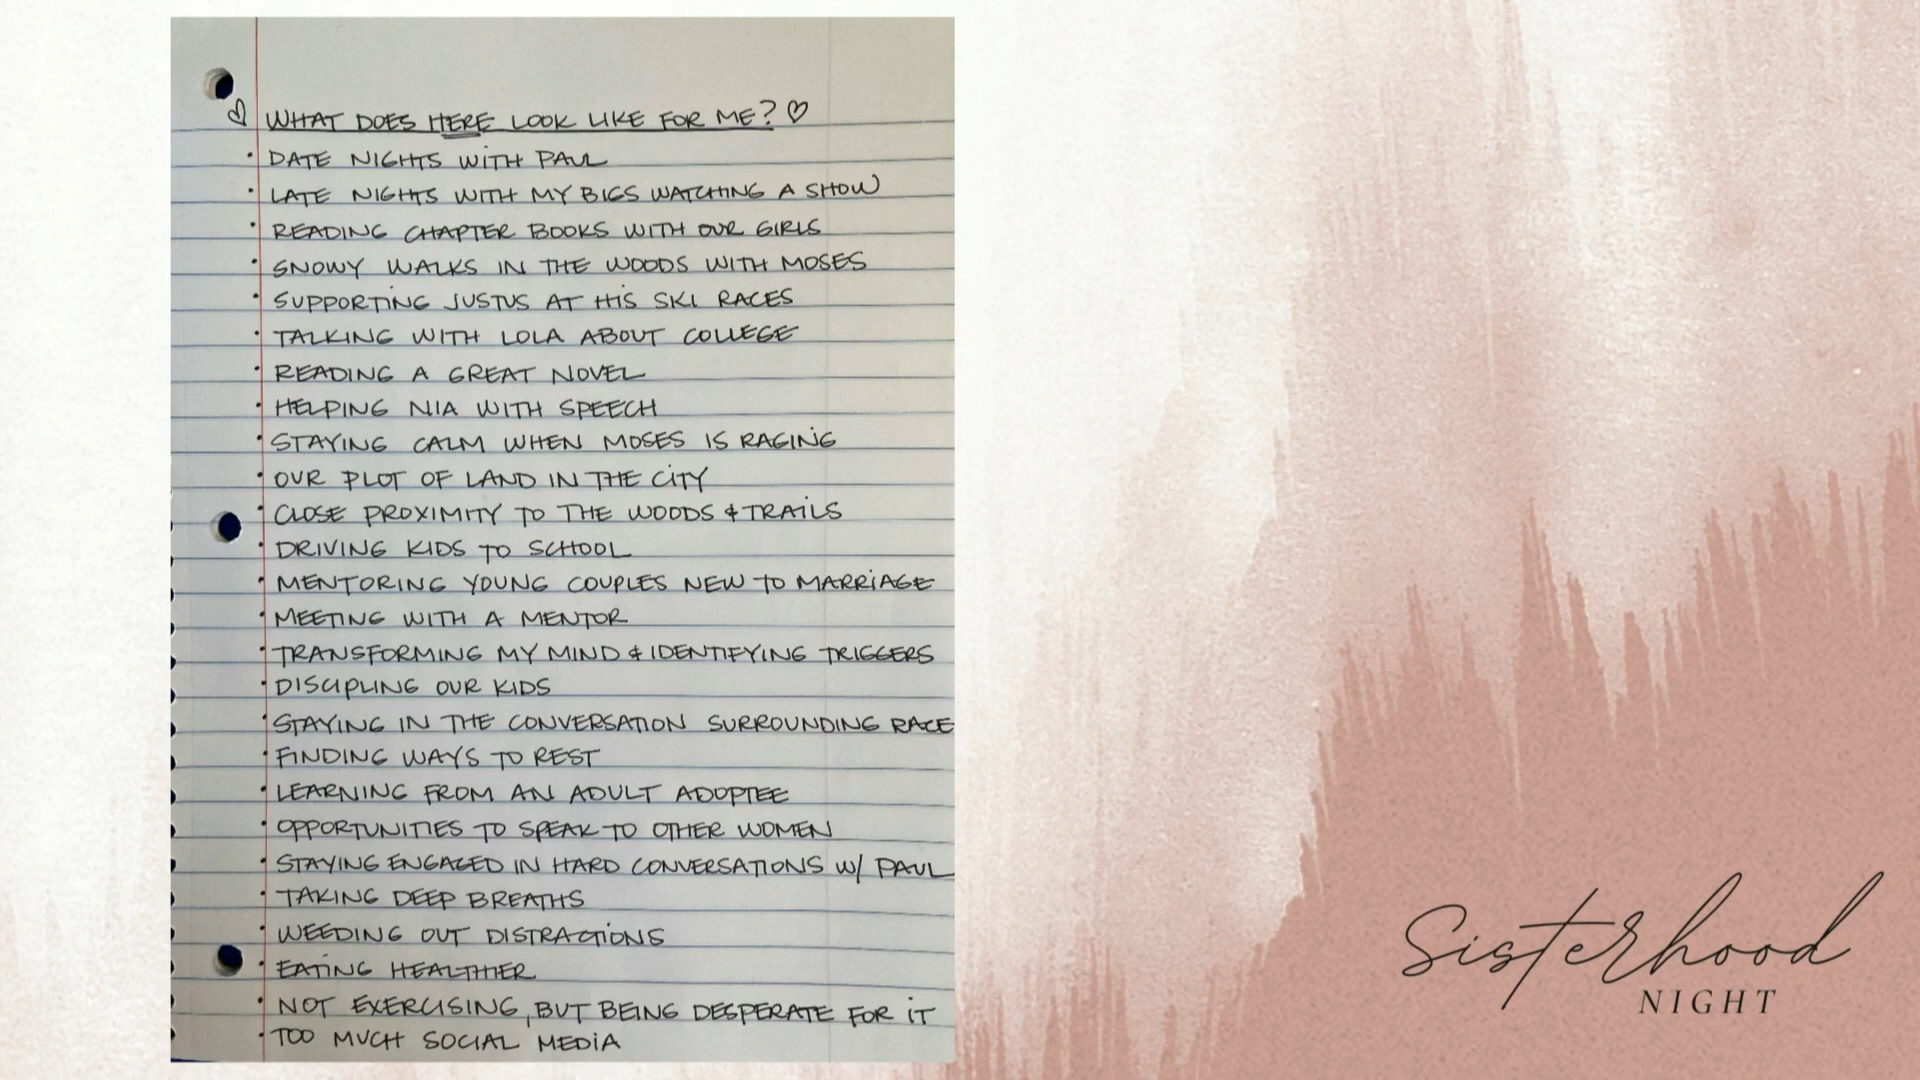 ♡ WHAT DOES HERE LOOK LIKE FOR ME? ♡
• DATE NIGHTS WITH PAUL
• LATE NIGHTS WITH MY BIGS WATCHING A SHOW
• READING CHAPTER BOOKS WITH OUR GIRLS
• SNOWY WALKS IN THE WOODS WITH MOSES
• SUPPORTING JUSTUS AT HIS SKI RACES
• TALKING WITH LOLA ABOUT COLLEGE
• READING A GREAT NOVEL
• HELPING NIA WITH SPEECH
• STAYING CALM WHEN MOSES IS RAGING
• OUR PLOT OF LAND IN THE CITY
• CLOSE PROXIMITY TO THE WOODS & TRAILS
• DRIVING KIDS TO SCHOOL
• MENTORING YOUNG COUPLES NEW TO MARRIAGE
• MEETING WITH A MENTOR
• TRANSFORMING MY MIND & IDENTIFYING TRIGGERS
• DISCIPLING OUR KIDS
• STAYING IN THE CONVERSATION SURROUNDING RACE
• FINDING WAYS TO REST
• LEARNING FROM AN ADULT ADOPTEE
• OPPORTUNITIES TO SPEAK TO OTHER WOMEN
• STAYING ENGAGED IN HARD CONVERSATIONS W/ PAUL
• TAKING DEEP BREATHS
• WEEDING OUT DISTRACTIONS
• EATING HEALTHIER
• NOT EXERCISING, BUT BEING DESPERATE FOR IT
• TOO MUCH SOCIAL MEDIA
Sisterhood
NIGHT